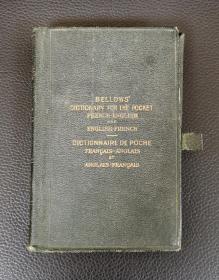 BELLOWS'
DICTIONARY FOR THE POCKET
FRENCH-ENGLISH
AND
ENGLISH-FRENCH
DICTIONNAIRE DE POCHE
FRANÇAIS-ANGLAIS
ET
ANGLAIS-FRANÇAIS